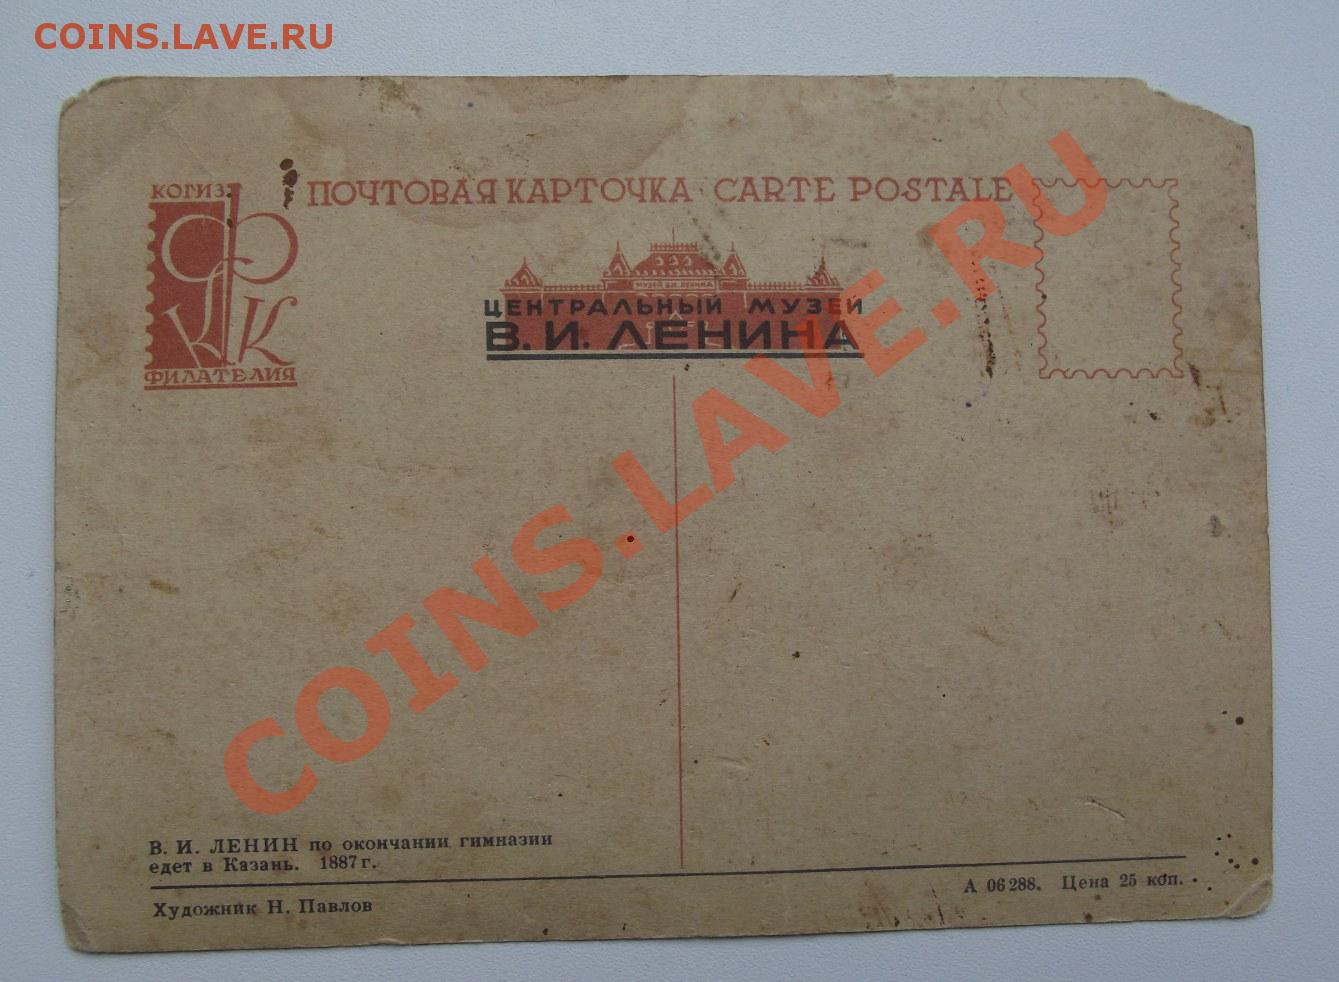 COINS.LAVE.RU
КОГИЗ
ФИЛАТЕЛИЯ
ПОЧТОВАЯ КАРТОЧКА · CARTE POSTALE
МУЗЕЙ В.И. ЛЕНИНА
ЦЕНТРАЛЬНЫЙ МУЗЕЙ
В. И. ЛЕНИНА
COINS.LAVE.RU
В. И. ЛЕНИН по окончании гимназии
едет в Казань. 1887 г.
Художник Н. Павлов
А 06288. Цена 25 коп.